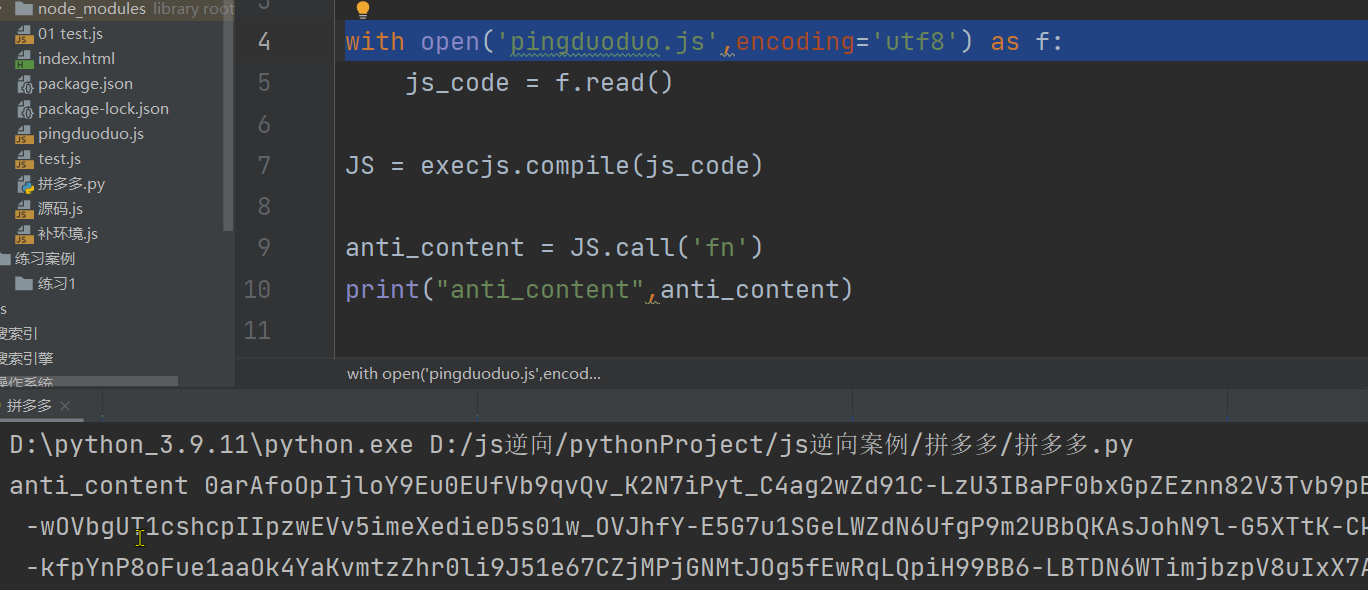 node_modules library root
01 test.js
index.html
package.json
package-lock.json
pingduoduo.js
test.js
拼多多.py
源码.js
补环境.js
练习案例
练习1
s
搜索引
搜索引擎
操作系统
4 with open('pingduoduo.js',encoding='utf8') as f:
5 js_code = f.read()
6
7 JS = execjs.compile(js_code)
8
9 anti_content = JS.call('fn')
10 print("anti_content",anti_content)
11
with open('pingduoduo.js',encod...
拼多多
D:\python_3.9.11\python.exe D:/js逆向/pythonProject/js逆向案例/拼多多/拼多多.py
anti_content 0arAfoOpIjloY9Eu0EUfVb9qvQv_K2N7iPyt_C4ag2wZd91C-LzU3IBaPF0bxGpZEznn82V3Tvb9pE
-wOVbgUT1cshcpIIpzwEVv5imeXedieD5s01w_OVJhfY-E5G7u1SGeLWZdN6UfgP9m2UBbQKAsJohN9l-G5XTtK-Ck
-kfpYnP8oFue1aaOk4YaKvmtzZhr0li9J51e67CZjMPjGNMtJOg5fEwRqLQpiH99BB6-LBTDN6WTimjbzpV8uIxX7A